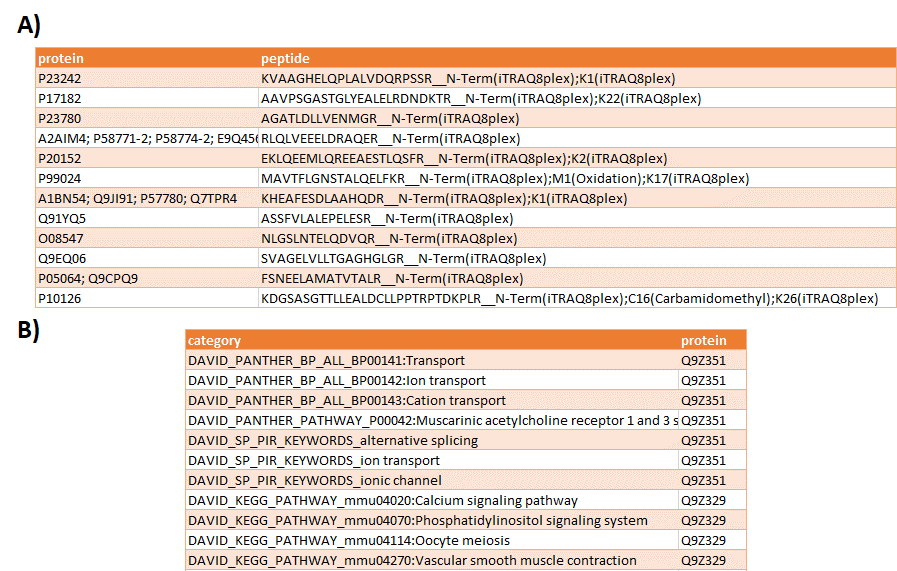 A)
protein peptide
P23242 KVAAGHELQPLALVDQRPSSR__N-Term(iTRAQ8plex);K1(iTRAQ8plex)
P17182 AAVPSGASTGLYEALELRDNDKTR__N-Term(iTRAQ8plex);K22(iTRAQ8plex)
P23780 AGATLDLLVENMGR__N-Term(iTRAQ8plex)
A2AIM4; P58771-2; P58774-2; E9Q456 RLQLVEEELDRAQER__N-Term(iTRAQ8plex)
P20152 EKLQEEMLQREEAESTLQSFR__N-Term(iTRAQ8plex);K2(iTRAQ8plex)
P99024 MAVTFLGNSTALQELFKR__N-Term(iTRAQ8plex);M1(Oxidation);K17(iTRAQ8plex)
A1BN54; Q9JI91; P57780; Q7TPR4 KHEAFESDLAAHQDR__N-Term(iTRAQ8plex);K1(iTRAQ8plex)
Q91YQ5 ASSFVLALEPELESR__N-Term(iTRAQ8plex)
O08547 NLGSLNTELQDVQR__N-Term(iTRAQ8plex)
Q9EQ06 SVAGELVLLTGAGHGLGR__N-Term(iTRAQ8plex)
P05064; Q9CPQ9 FSNEELAMATVTALR__N-Term(iTRAQ8plex)
P10126 KDGSASGTTLLEALDCLLPPTRPTDKPLR__N-Term(iTRAQ8plex);C16(Carbamidomethyl);K26(iTRAQ8plex)
B)
category protein
DAVID_PANTHER_BP_ALL_BP00141:Transport Q9Z351
DAVID_PANTHER_BP_ALL_BP00142:Ion transport Q9Z351
DAVID_PANTHER_BP_ALL_BP00143:Cation transport Q9Z351
DAVID_PANTHER_PATHWAY_P00042:Muscarinic acetylcholine receptor 1 and 3 s Q9Z351
DAVID_SP_PIR_KEYWORDS_alternative splicing Q9Z351
DAVID_SP_PIR_KEYWORDS_ion transport Q9Z351
DAVID_SP_PIR_KEYWORDS_ionic channel Q9Z351
DAVID_KEGG_PATHWAY_mmu04020:Calcium signaling pathway Q9Z329
DAVID_KEGG_PATHWAY_mmu04070:Phosphatidylinositol signaling system Q9Z329
DAVID_KEGG_PATHWAY_mmu04114:Oocyte meiosis Q9Z329
DAVID_KEGG_PATHWAY_mmu04270:Vascular smooth muscle contraction Q9Z329